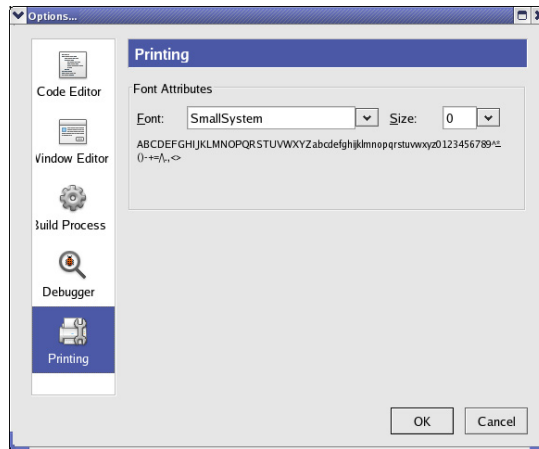 Options...
Code Editor
Window Editor
Build Process
Debugger
Printing
Printing
Font Attributes
Font:
SmallSystem
Size:
0
ABCDEFGHIJKLMNOPQRSTUVWXYZabcdefghijklmnopqrstuvwxyz0123456789
()-+=/\,.,<>
OK
Cancel